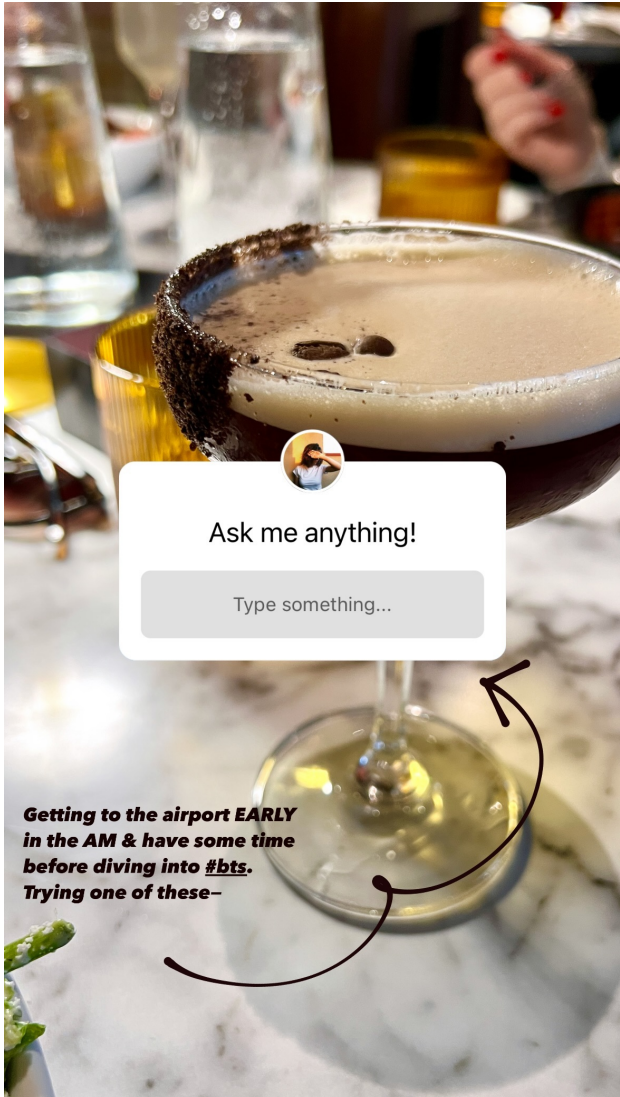 Ask me anything!
Type something...
Getting to the airport EARLY
in the AM & have some time
before diving into #bts.
Trying one of these—